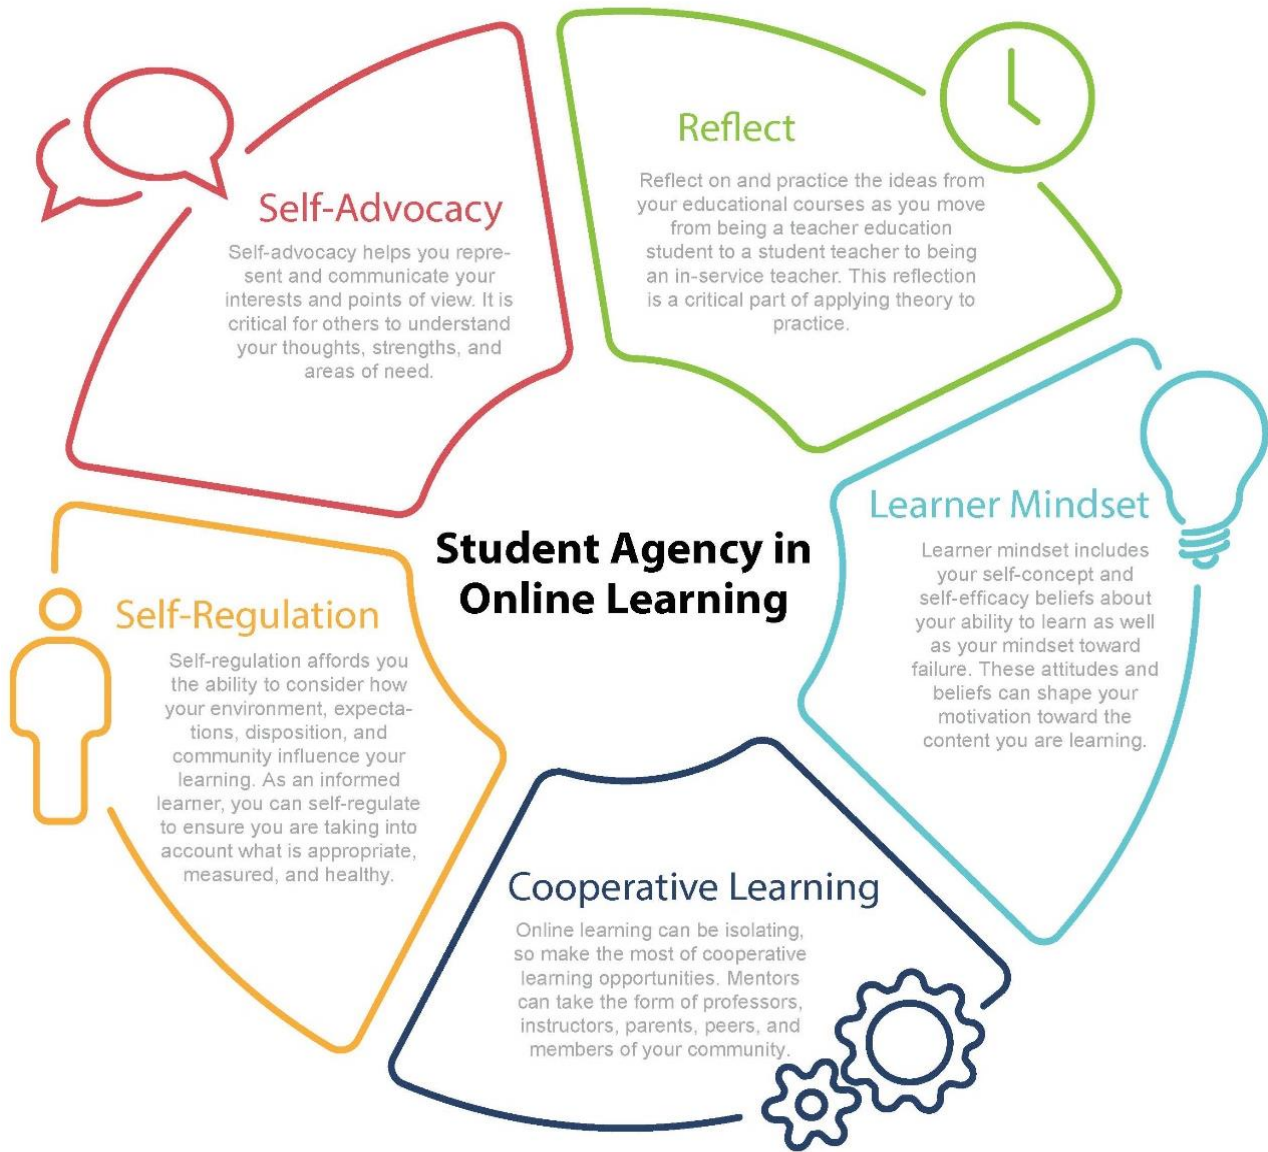 Self-Advocacy
Self-advocacy helps you repre-
sent and communicate your
interests and points of view. It is
critical for others to understand
your thoughts, strengths, and
areas of need.
Reflect
Reflect on and practice the ideas from
your educational courses as you move
from being a teacher education
student to a student teacher to being
an in-service teacher. This reflection
is a critical part of applying theory to
practice.
Learner Mindset
Learner mindset includes
your self-concept and
self-efficacy beliefs about
your ability to learn as well
as your mindset toward
failure. These attitudes and
beliefs can shape your
motivation toward the
content you are learning.
Student Agency in
Online Learning
Self-Regulation
Self-regulation affords you
the ability to consider how
your environment, expecta-
tions, disposition, and
community influence your
learning. As an informed
learner, you can self-regulate
to ensure you are taking into
account what is appropriate,
measured, and healthy.
Cooperative Learning
Online learning can be isolating,
so make the most of cooperative
learning opportunities. Mentors
can take the form of professors,
instructors, parents, peers, and
members of your community.